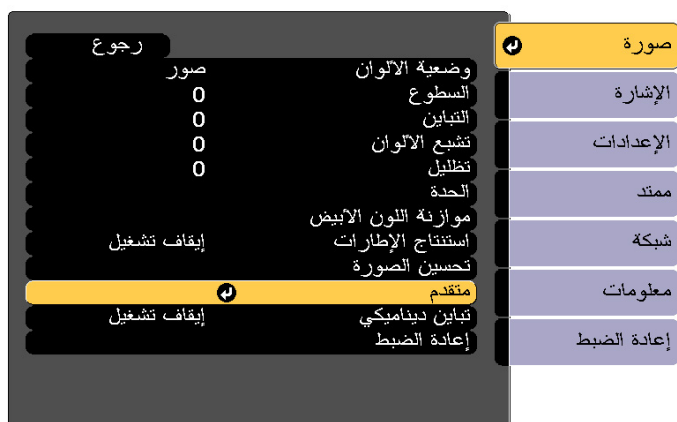 صورة
الإشارة
الإعدادات
ممتد
شبكة
معلومات
إعادة الضبط
رجوع
وضعية الألوان صور
السطوع 0
التباين 0
تشبع الألوان 0
تظليل 0
الحدة
موازنة اللون الأبيض
استنتاج الإطارات إيقاف تشغيل
تحسين الصورة
متقدم
تباين ديناميكي إيقاف تشغيل
إعادة الضبط